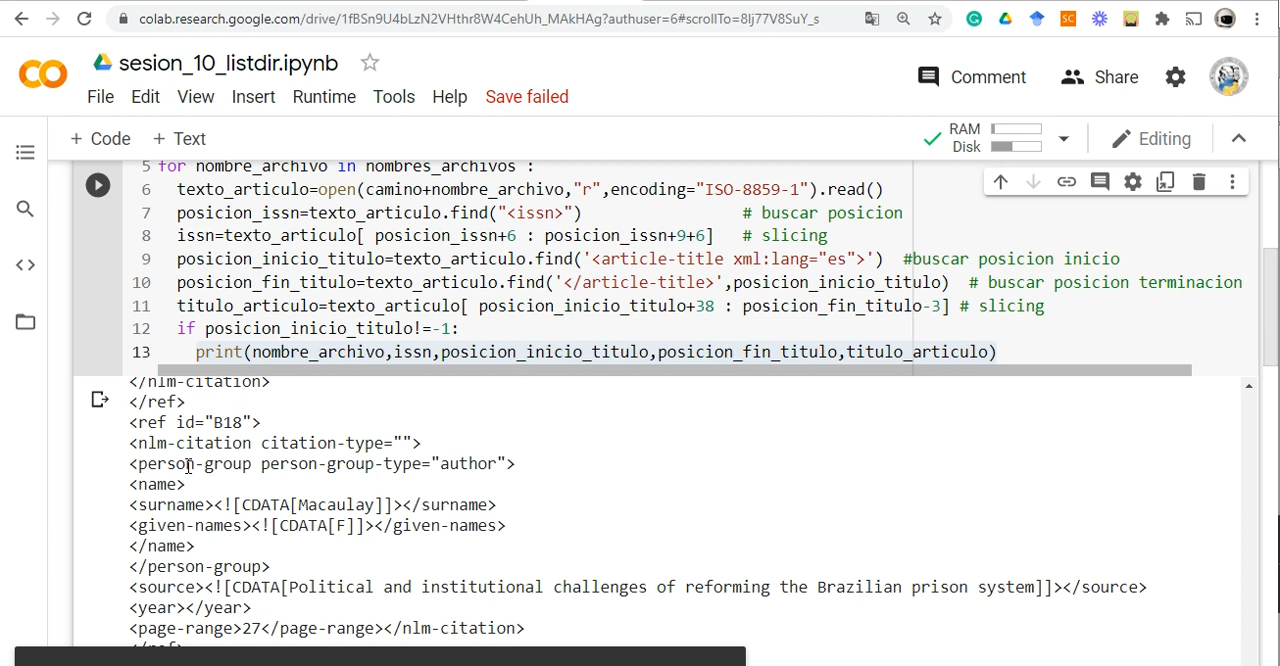 colab.research.google.com/drive/1fBSn9U4bLzN2VHthr8W4CehUh_MAkHAg?authuser=6#scrollTo=8Ij77V8SuY_s
SC
CO sesion_10_listdir.ipynb
Comment Share
File Edit View Insert Runtime Tools Help Save failed
+ Code + Text RAM Disk Editing
5 for nombre_archivo in nombres_archivos :
6 texto_articulo=open(camino+nombre_archivo,"r",encoding="ISO-8859-1").read()
7 posicion_issn=texto_articulo.find("<issn>") # buscar posicion
8 issn=texto_articulo[ posicion_issn+6 : posicion_issn+9+6] # slicing
9 posicion_inicio_titulo=texto_articulo.find('<article-title xml:lang="es">') #buscar posicion inicio
10 posicion_fin_titulo=texto_articulo.find('</article-title>',posicion_inicio_titulo) # buscar posicion terminacion
11 titulo_articulo=texto_articulo[ posicion_inicio_titulo+38 : posicion_fin_titulo-3] # slicing
12 if posicion_inicio_titulo!=-1:
13 print(nombre_archivo,issn,posicion_inicio_titulo,posicion_fin_titulo,titulo_articulo)
</nlm-citation>
</ref>
<ref id="B18">
<nlm-citation citation-type="">
<person-group person-group-type="author">
<name>
<surname><![CDATA[Macaulay]]></surname>
<given-names><![CDATA[F]]></given-names>
</name>
</person-group>
<source><![CDATA[Political and institutional challenges of reforming the Brazilian prison system]]></source>
<year></year>
<page-range>27</page-range></nlm-citation>